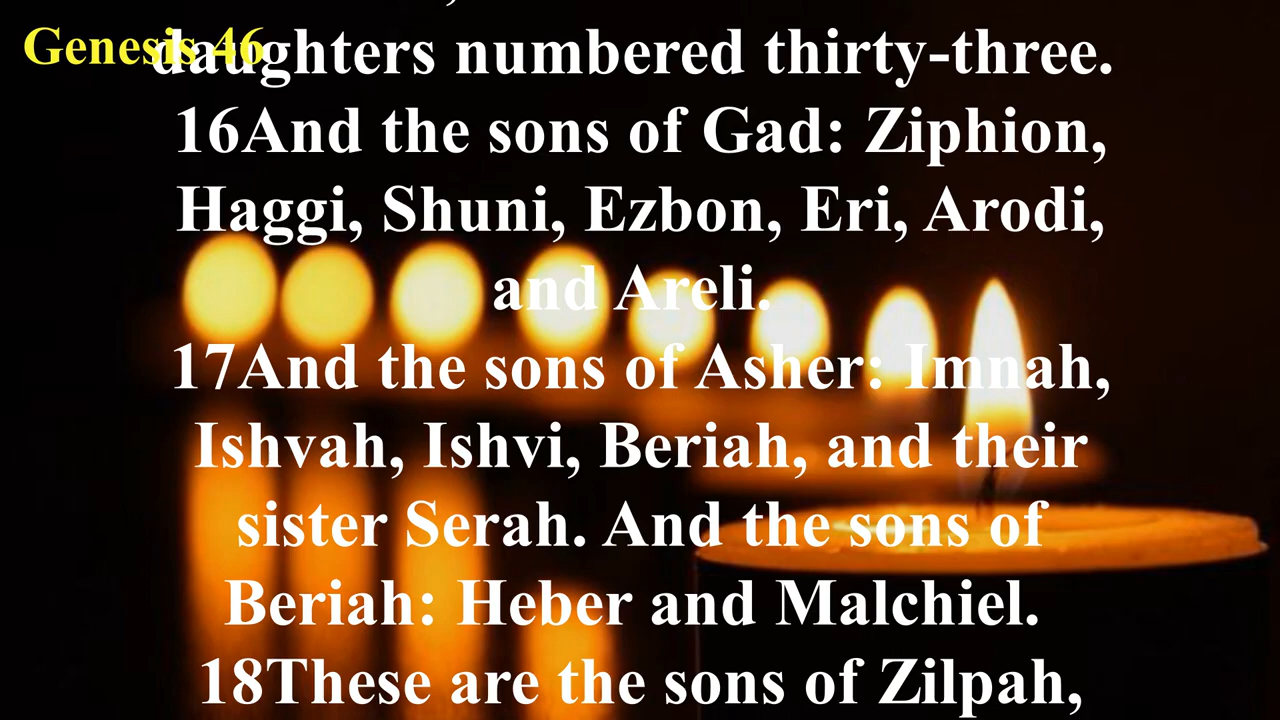 Genesis 46
daughters numbered thirty-three.
16And the sons of Gad: Ziphion,
Haggi, Shuni, Ezbon, Eri, Arodi,
and Areli.
17And the sons of Asher: Imnah,
Ishvah, Ishvi, Beriah, and their
sister Serah. And the sons of
Beriah: Heber and Malchiel.
18These are the sons of Zilpah,